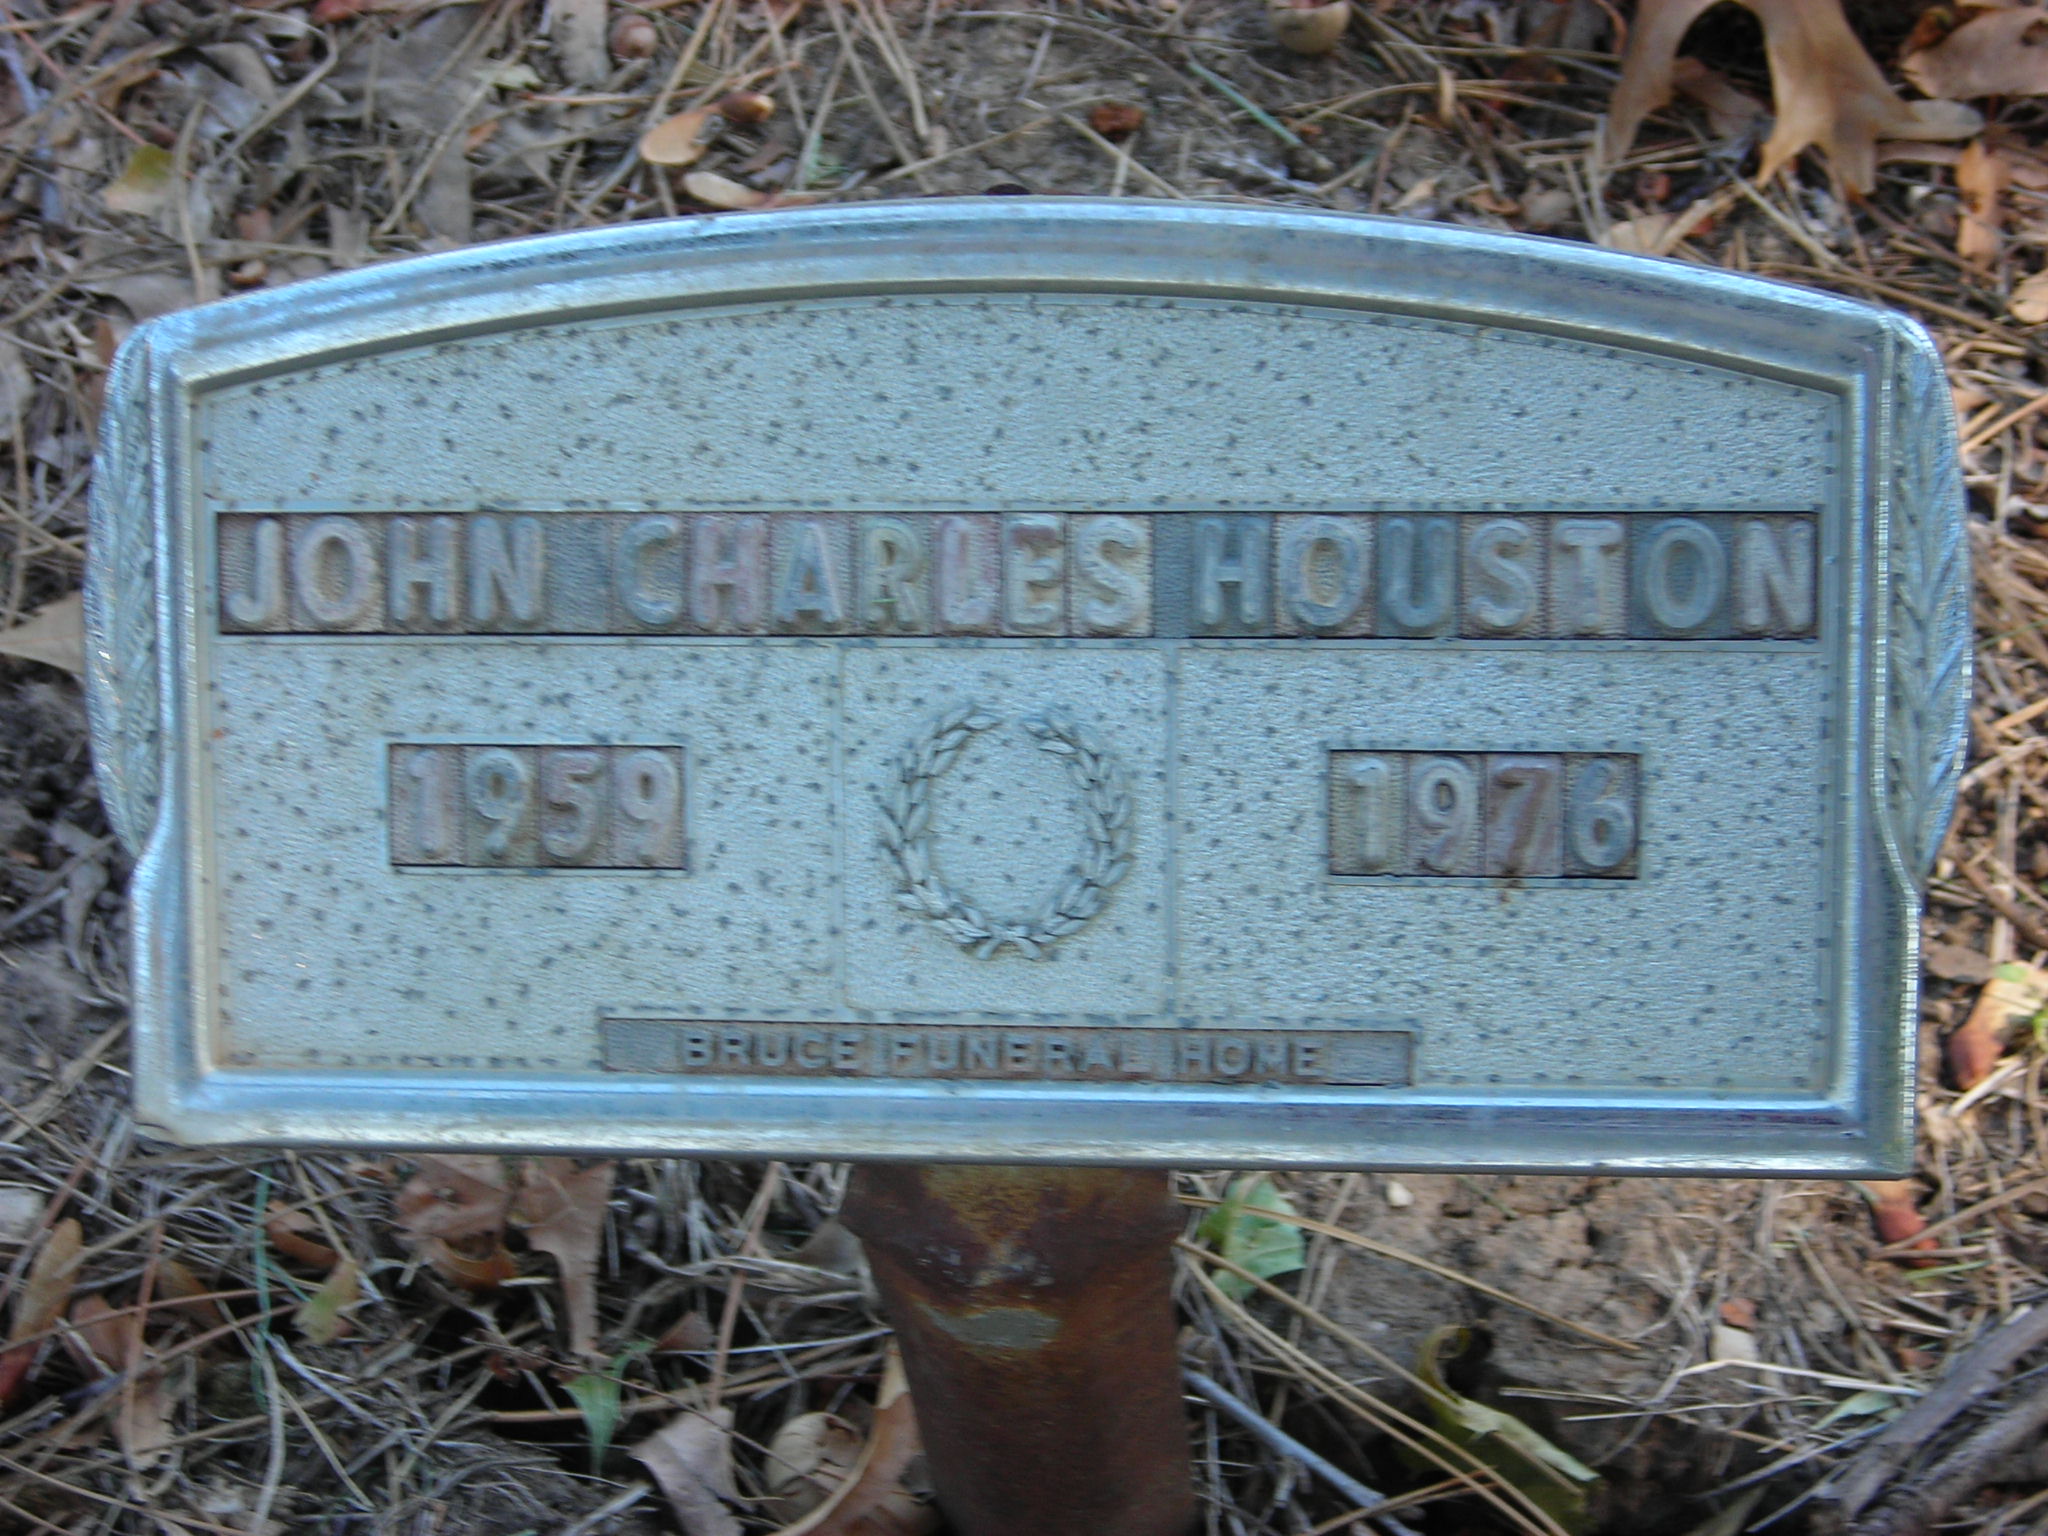 JOHN CHARLES HOUSTON
1959 1976
BRUCE FUNERAL HOME